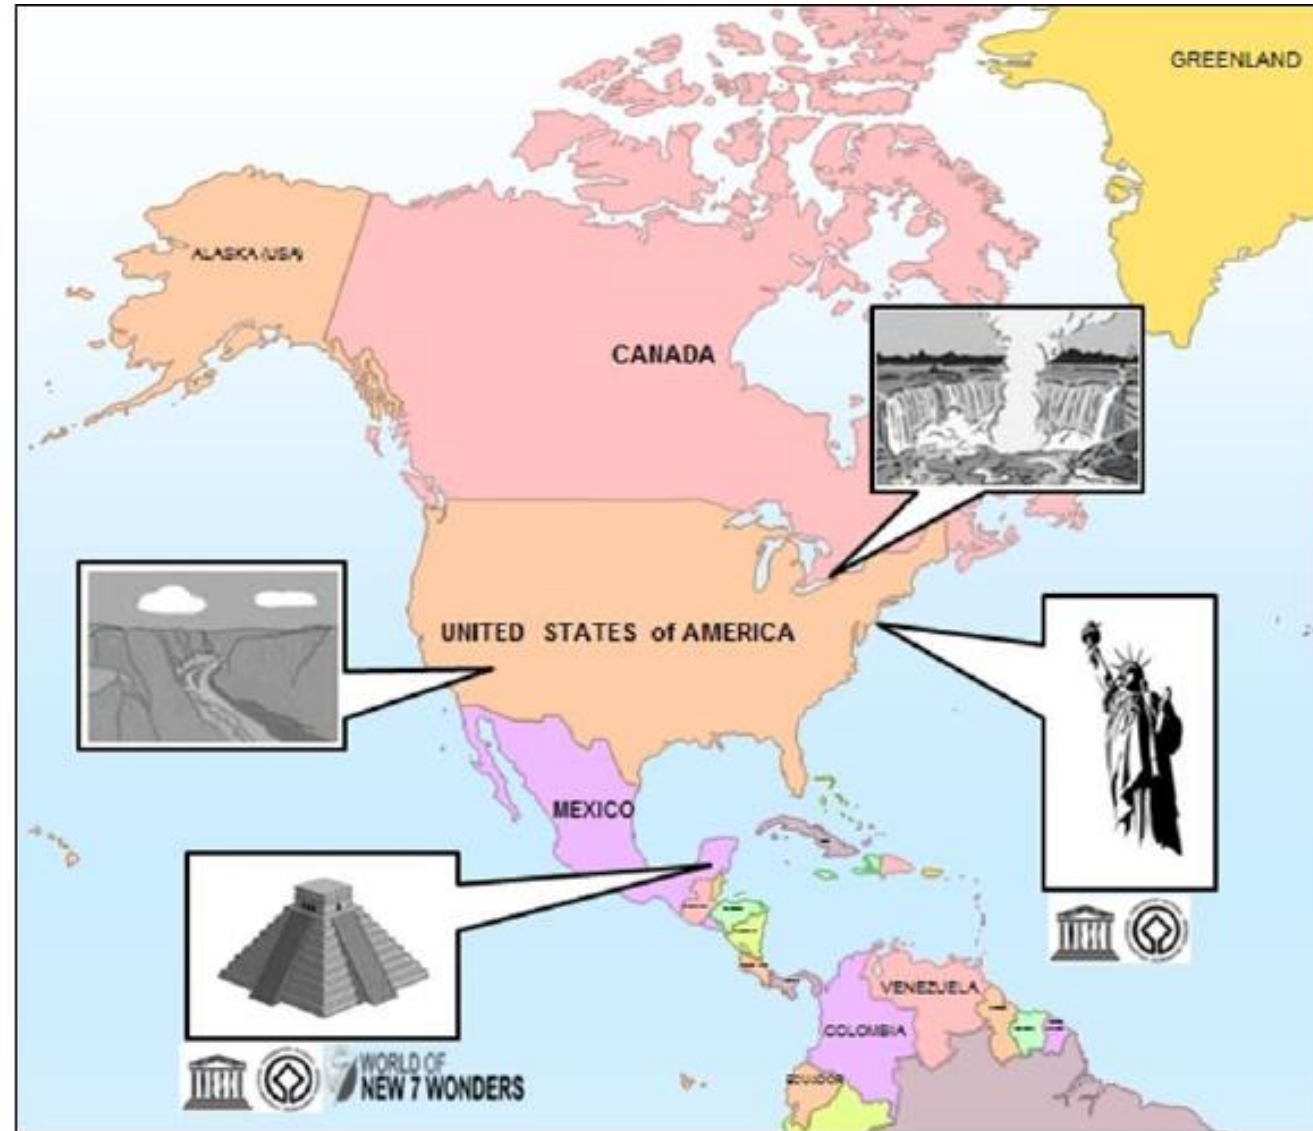 GREENLAND
ALASKA (USA)
CANADA
UNITED STATES of AMERICA
MEXICO
WORLD OF
NEW 7 WONDERS
VENEZUELA
COLOMBIA
ECUADOR